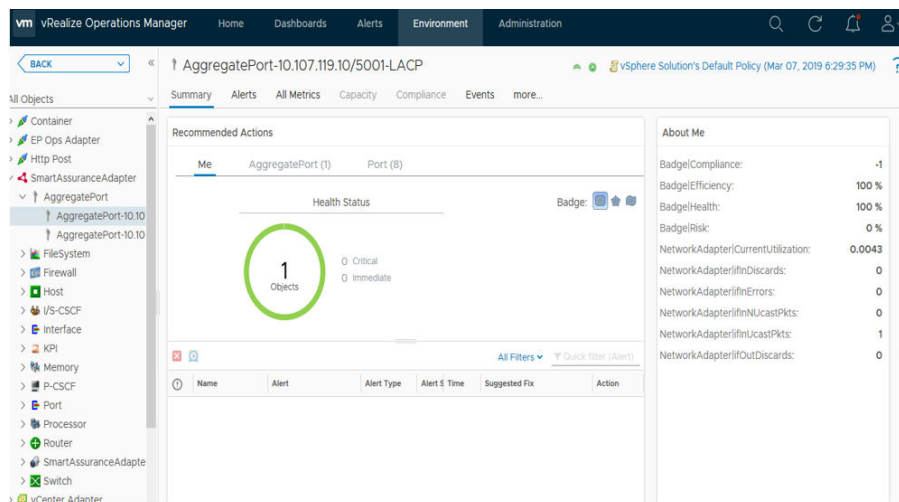 vm vRealize Operations Manager Home Dashboards Alerts Environment Administration
BACK
AggregatePort-10.107.119.10/5001-LACP
vSphere Solution's Default Policy (Mar 07, 2019 6:29:35 PM) ?
All Objects
Summary Alerts All Metrics Capacity Compliance Events more...
Container
EP Ops Adapter
Http Post
SmartAssuranceAdapter
AggregatePort
AggregatePort-10.10
AggregatePort-10.10
FileSystem
Firewall
Host
I/S-CSCF
Interface
KPI
Memory
P-CSCF
Port
Processor
Router
SmartAssuranceAdapte
Switch
vCenter Adapter
Recommended Actions
Me AggregatePort (1) Port (8)
Health Status
Badge:
1
Objects
0 Critical
0 Immediate
All Filters Quick filter (Alert)
Name Alert Alert Type Alert S Time Suggested Fix Action
About Me
Badge|Compliance: -1
Badge|Efficiency: 100 %
Badge|Health: 100 %
Badge|Risk: 0 %
NetworkAdapter|CurrentUtilization: 0.0043
NetworkAdapter|ifInDiscards: 0
NetworkAdapter|ifInErrors: 0
NetworkAdapter|ifInNUcastPkts: 0
NetworkAdapter|ifInUcastPkts: 1
NetworkAdapter|ifOutDiscards: 0